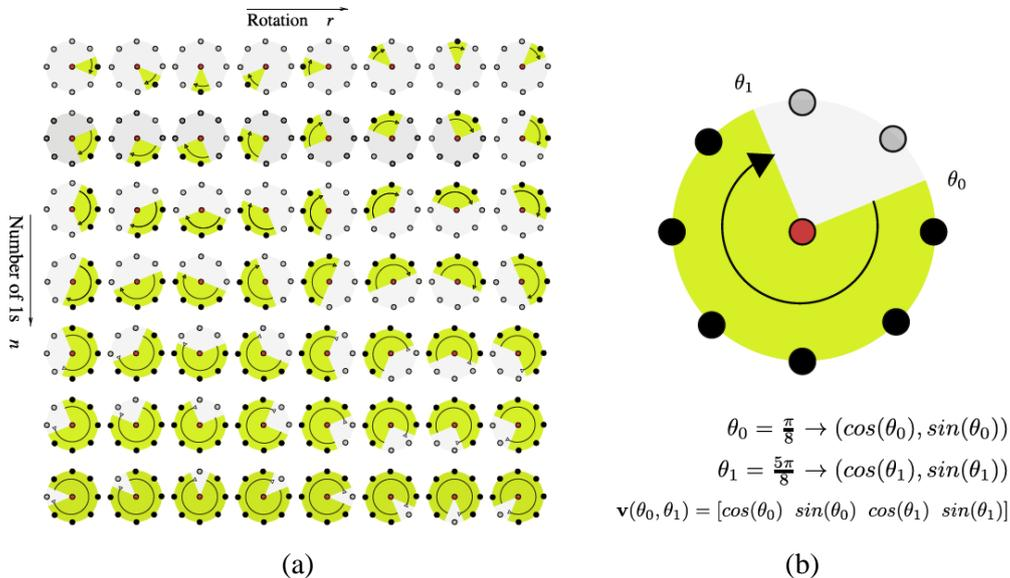 Rotation r
Number of 1s n
θ₁
θ₀
θ₀ = π/8 → (cos(θ₀), sin(θ₀))
θ₁ = 5π/8 → (cos(θ₁), sin(θ₁))
v(θ₀, θ₁) = [cos(θ₀) sin(θ₀) cos(θ₁) sin(θ₁)]
(a)
(b)